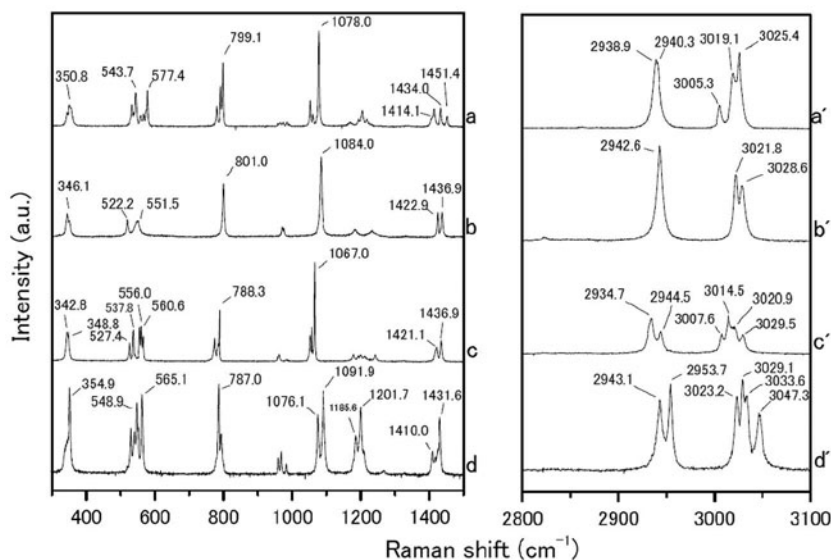 1078.0
799.1
350.8 543.7 577.4 1434.0 1451.4
1414.1
a
1084.0
801.0
346.1 522.2 551.5 1422.9 1436.9
b
1067.0
788.3
342.8 537.8 556.0 560.6
348.8 527.4 1421.1 1436.9
c
354.9 548.9 565.1 787.0 1076.1 1091.9 1185.6 1201.7 1410.0 1431.6
d
2938.9 2940.3 3019.1 3025.4
3005.3
a´
2942.6 3021.8 3028.6
b´
2934.7 2944.5 3014.5 3020.9
3007.6 3029.5
c´
2943.1 2953.7 3023.2 3029.1 3033.6 3047.3
d´
Intensity (a.u.)
400 600 800 1000 1200 1400
2800 2900 3000 3100
Raman shift (cm⁻¹)